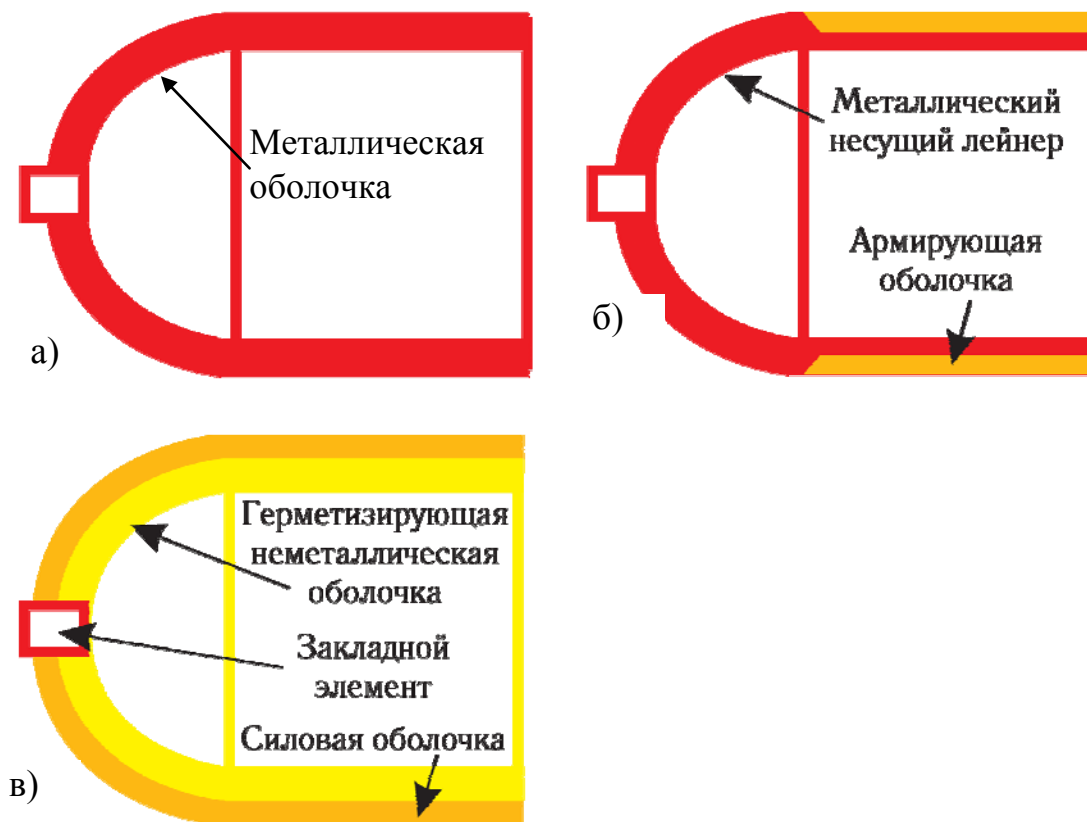 Металлическая
оболочка
а)
Металлический
несущий лейнер
Армирующая
оболочка
б)
Герметизирующая
неметаллическая
оболочка
Закладной
элемент
Силовая оболочка
в)